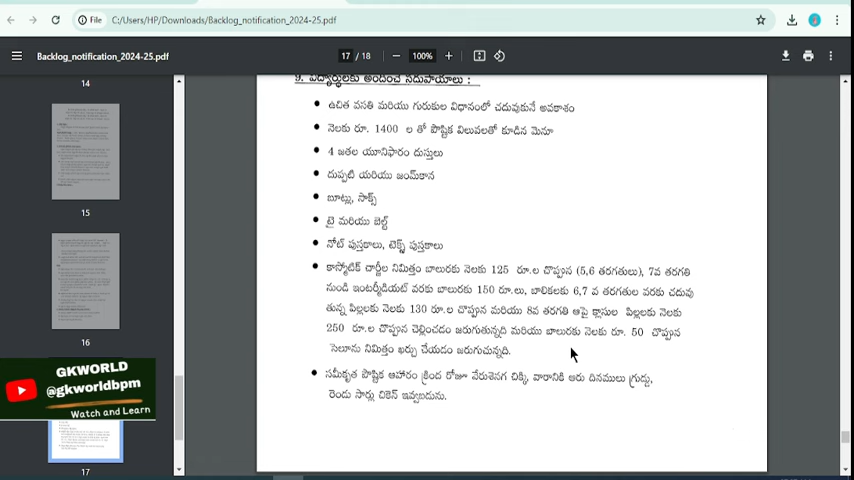 File
C:/Users/HP/Downloads/Backlog_notification_2024-25.pdf
Backlog_notification_2024-25.pdf
17 / 18
100%
14
15
16
17
9. విద్యార్థులకు అందించే సదుపాయాలు :
ఉచిత వసతి మరియు గురుకుల విధానంలో చదువుకునే అవకాశం
నెలకు రూ. 1400 ల తో పౌష్టిక విలువలతో కూడిన మెనూ
4 జతల యూనిఫారం దుస్తులు
దుప్పటి యరియు జంమ్‌కాన
బూట్లు, సాక్స్
టై మరియు బెల్ట్
నోట్ పుస్తకాలు, టెక్స్ట్ పుస్తకాలు
కాస్మోటిక్ చార్జీల నిమిత్తం బాలురకు నెలకు 125 రూ.ల చొప్పున (5,6 తరగతులు), 7వ తరగతి
నుండి ఇంటర్మీడియట్ వరకు బాలురకు 150 రూ.లు, బాలికలకు 6,7 వ తరగతుల వరకు చదువు
తున్న పిల్లలకు నెలకు 130 రూ.ల చొప్పున మరియు 8వ తరగతి ఆపై క్లాసుల పిల్లలకు నెలకు
250 రూ.ల చొప్పున చెల్లించడం జరుగుతున్నది మరియు బాలురకు నెలకు రూ. 50 చొప్పున
సెలూను నిమిత్తం ఖర్చు చేయడం జరుగుచున్నది.
సమీకృత పౌష్టిక ఆహారం క్రింద రోజూ వేరుశెనగ చిక్కి, వారానికి ఆరు దినములు గ్రుడ్డు,
రెండు సార్లు చికెన్ ఇవ్వబడును.
GKWORLD
@gkworldbpm
Watch and Learn